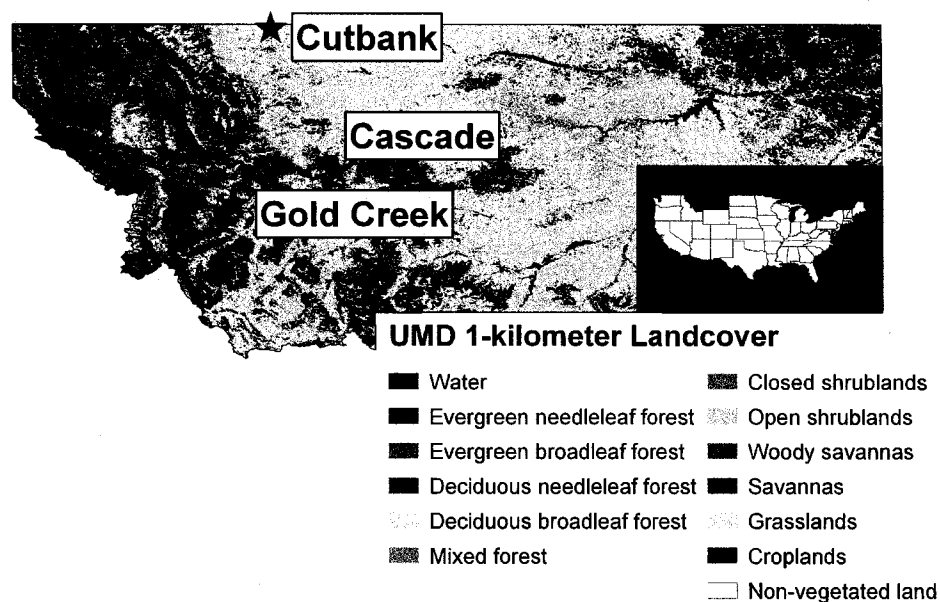 Cutbank
Cascade
Gold Creek
UMD 1-kilometer Landcover
Water
Evergreen needleleaf forest
Evergreen broadleaf forest
Deciduous needleleaf forest
Deciduous broadleaf forest
Mixed forest
Closed shrublands
Open shrublands
Woody savannas
Savannas
Grasslands
Croplands
Non-vegetated land